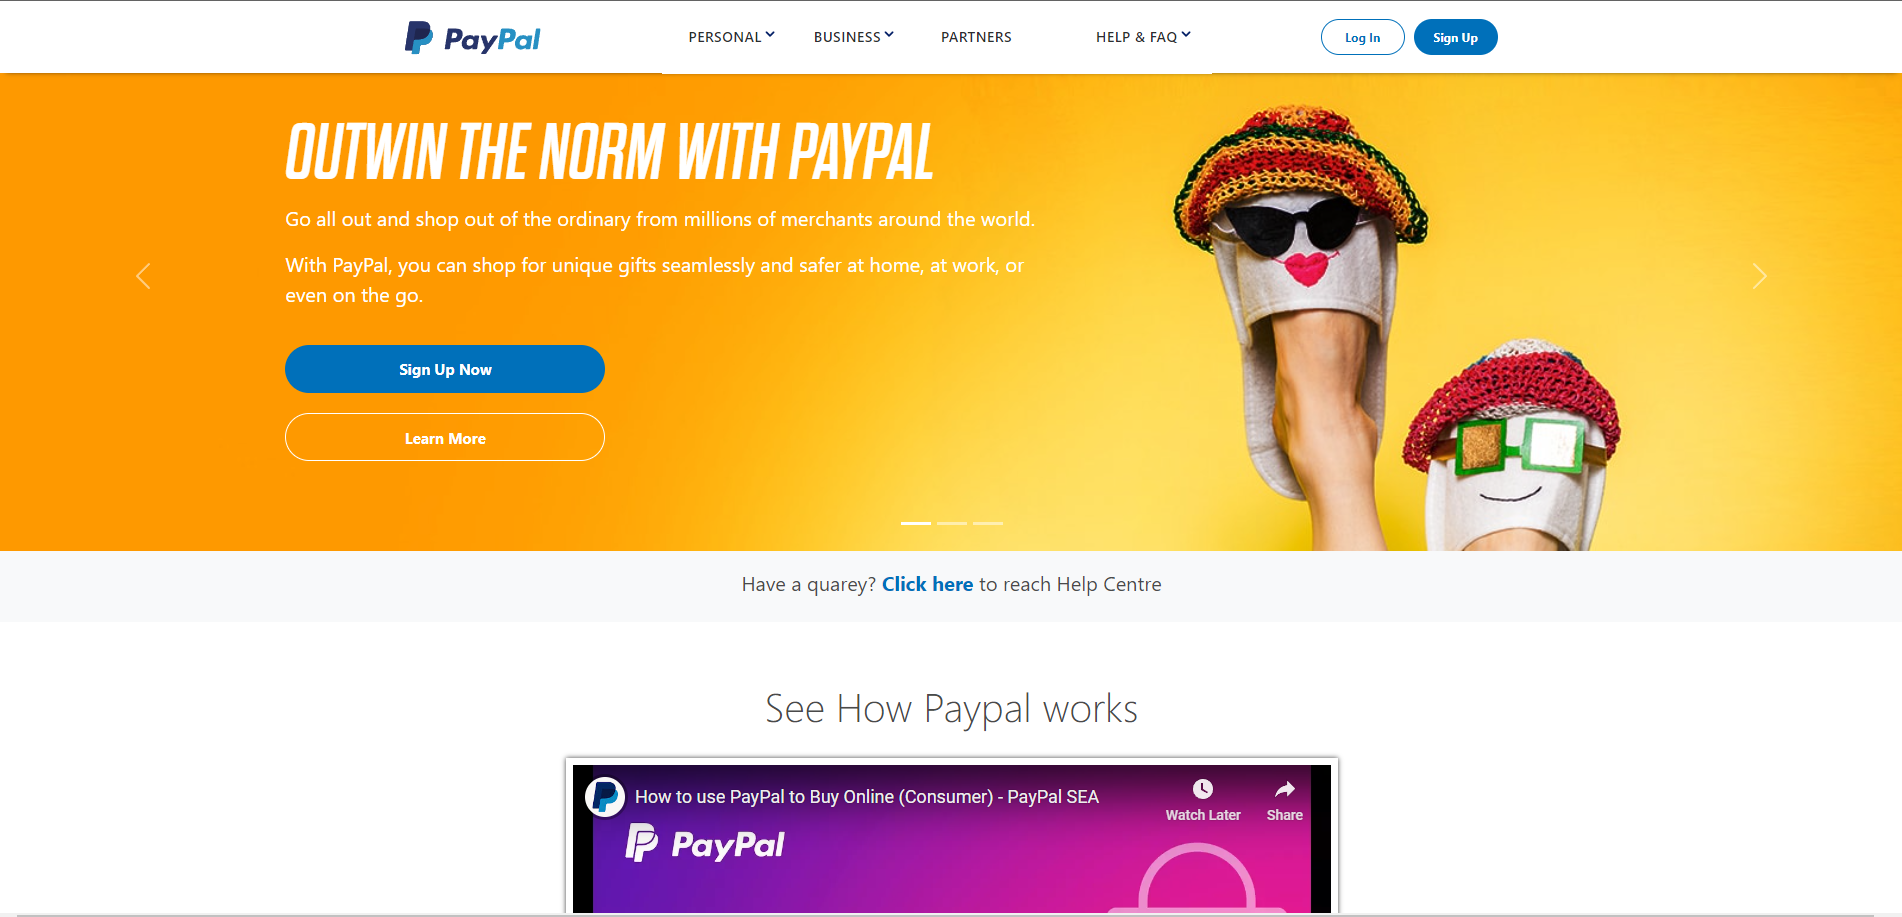 PayPal
PERSONAL
BUSINESS
PARTNERS
HELP & FAQ
Log In
Sign Up
OUTWIN THE NORM WITH PAYPAL
Go all out and shop out of the ordinary from millions of merchants around the world.
With PayPal, you can shop for unique gifts seamlessly and safer at home, at work, or
even on the go.
Sign Up Now
Learn More
Have a quarey? Click here to reach Help Centre
See How Paypal works
How to use PayPal to Buy Online (Consumer) - PayPal SEA
Watch Later
Share
PayPal